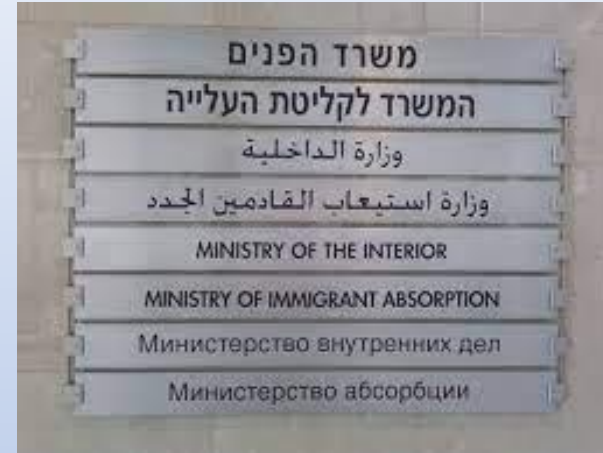 משרד הפנים
המשרד לקליטת העלייה
وزارة الداخلية
وزارة استيعاب القادمين الجدد
MINISTRY OF THE INTERIOR
MINISTRY OF IMMIGRANT ABSORPTION
Министерство внутренних дел
Министерство абсорбции